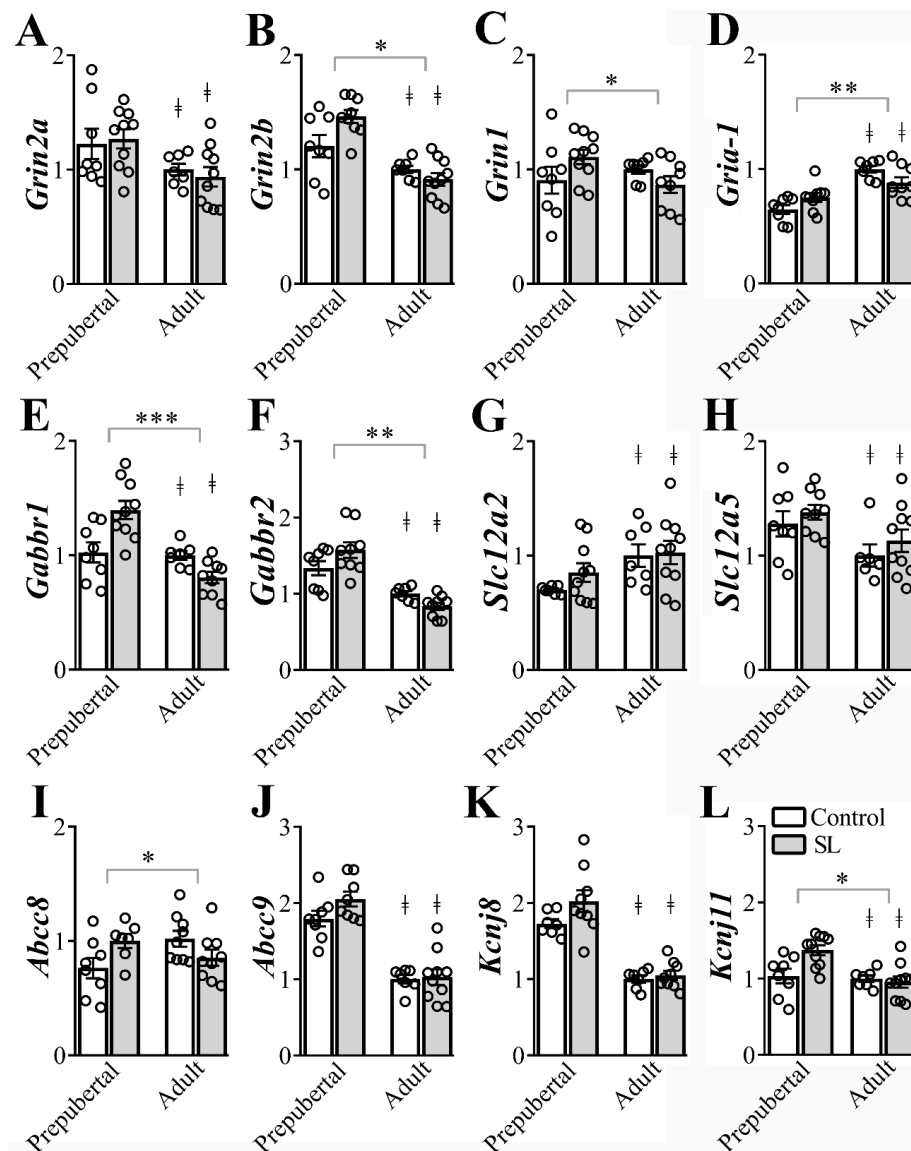 A
Grin2a
2
1
0
‡ ‡
Prepubertal
Adult
B
Grin2b
2
1
0
*
‡ ‡
Prepubertal
Adult
C
Grin1
2
1
0
*
Prepubertal
Adult
D
Gria-1
2
1
0
**
‡ ‡
Prepubertal
Adult
E
Gabbr1
2
1
0
***
‡ ‡
Prepubertal
Adult
F
Gabbr2
3
2
1
0
**
‡ ‡
Prepubertal
Adult
G
Slc12a2
2
1
0
‡ ‡
Prepubertal
Adult
H
Slc12a5
2
1
0
‡ ‡
Prepubertal
Adult
I
Abcc8
2
1
0
*
Prepubertal
Adult
J
Abcc9
3
2
1
0
‡ ‡
Prepubertal
Adult
K
Kcnj8
3
2
1
0
‡ ‡
Prepubertal
Adult
L
Control
SL
Kcnj11
3
2
1
0
*
‡ ‡
Prepubertal
Adult